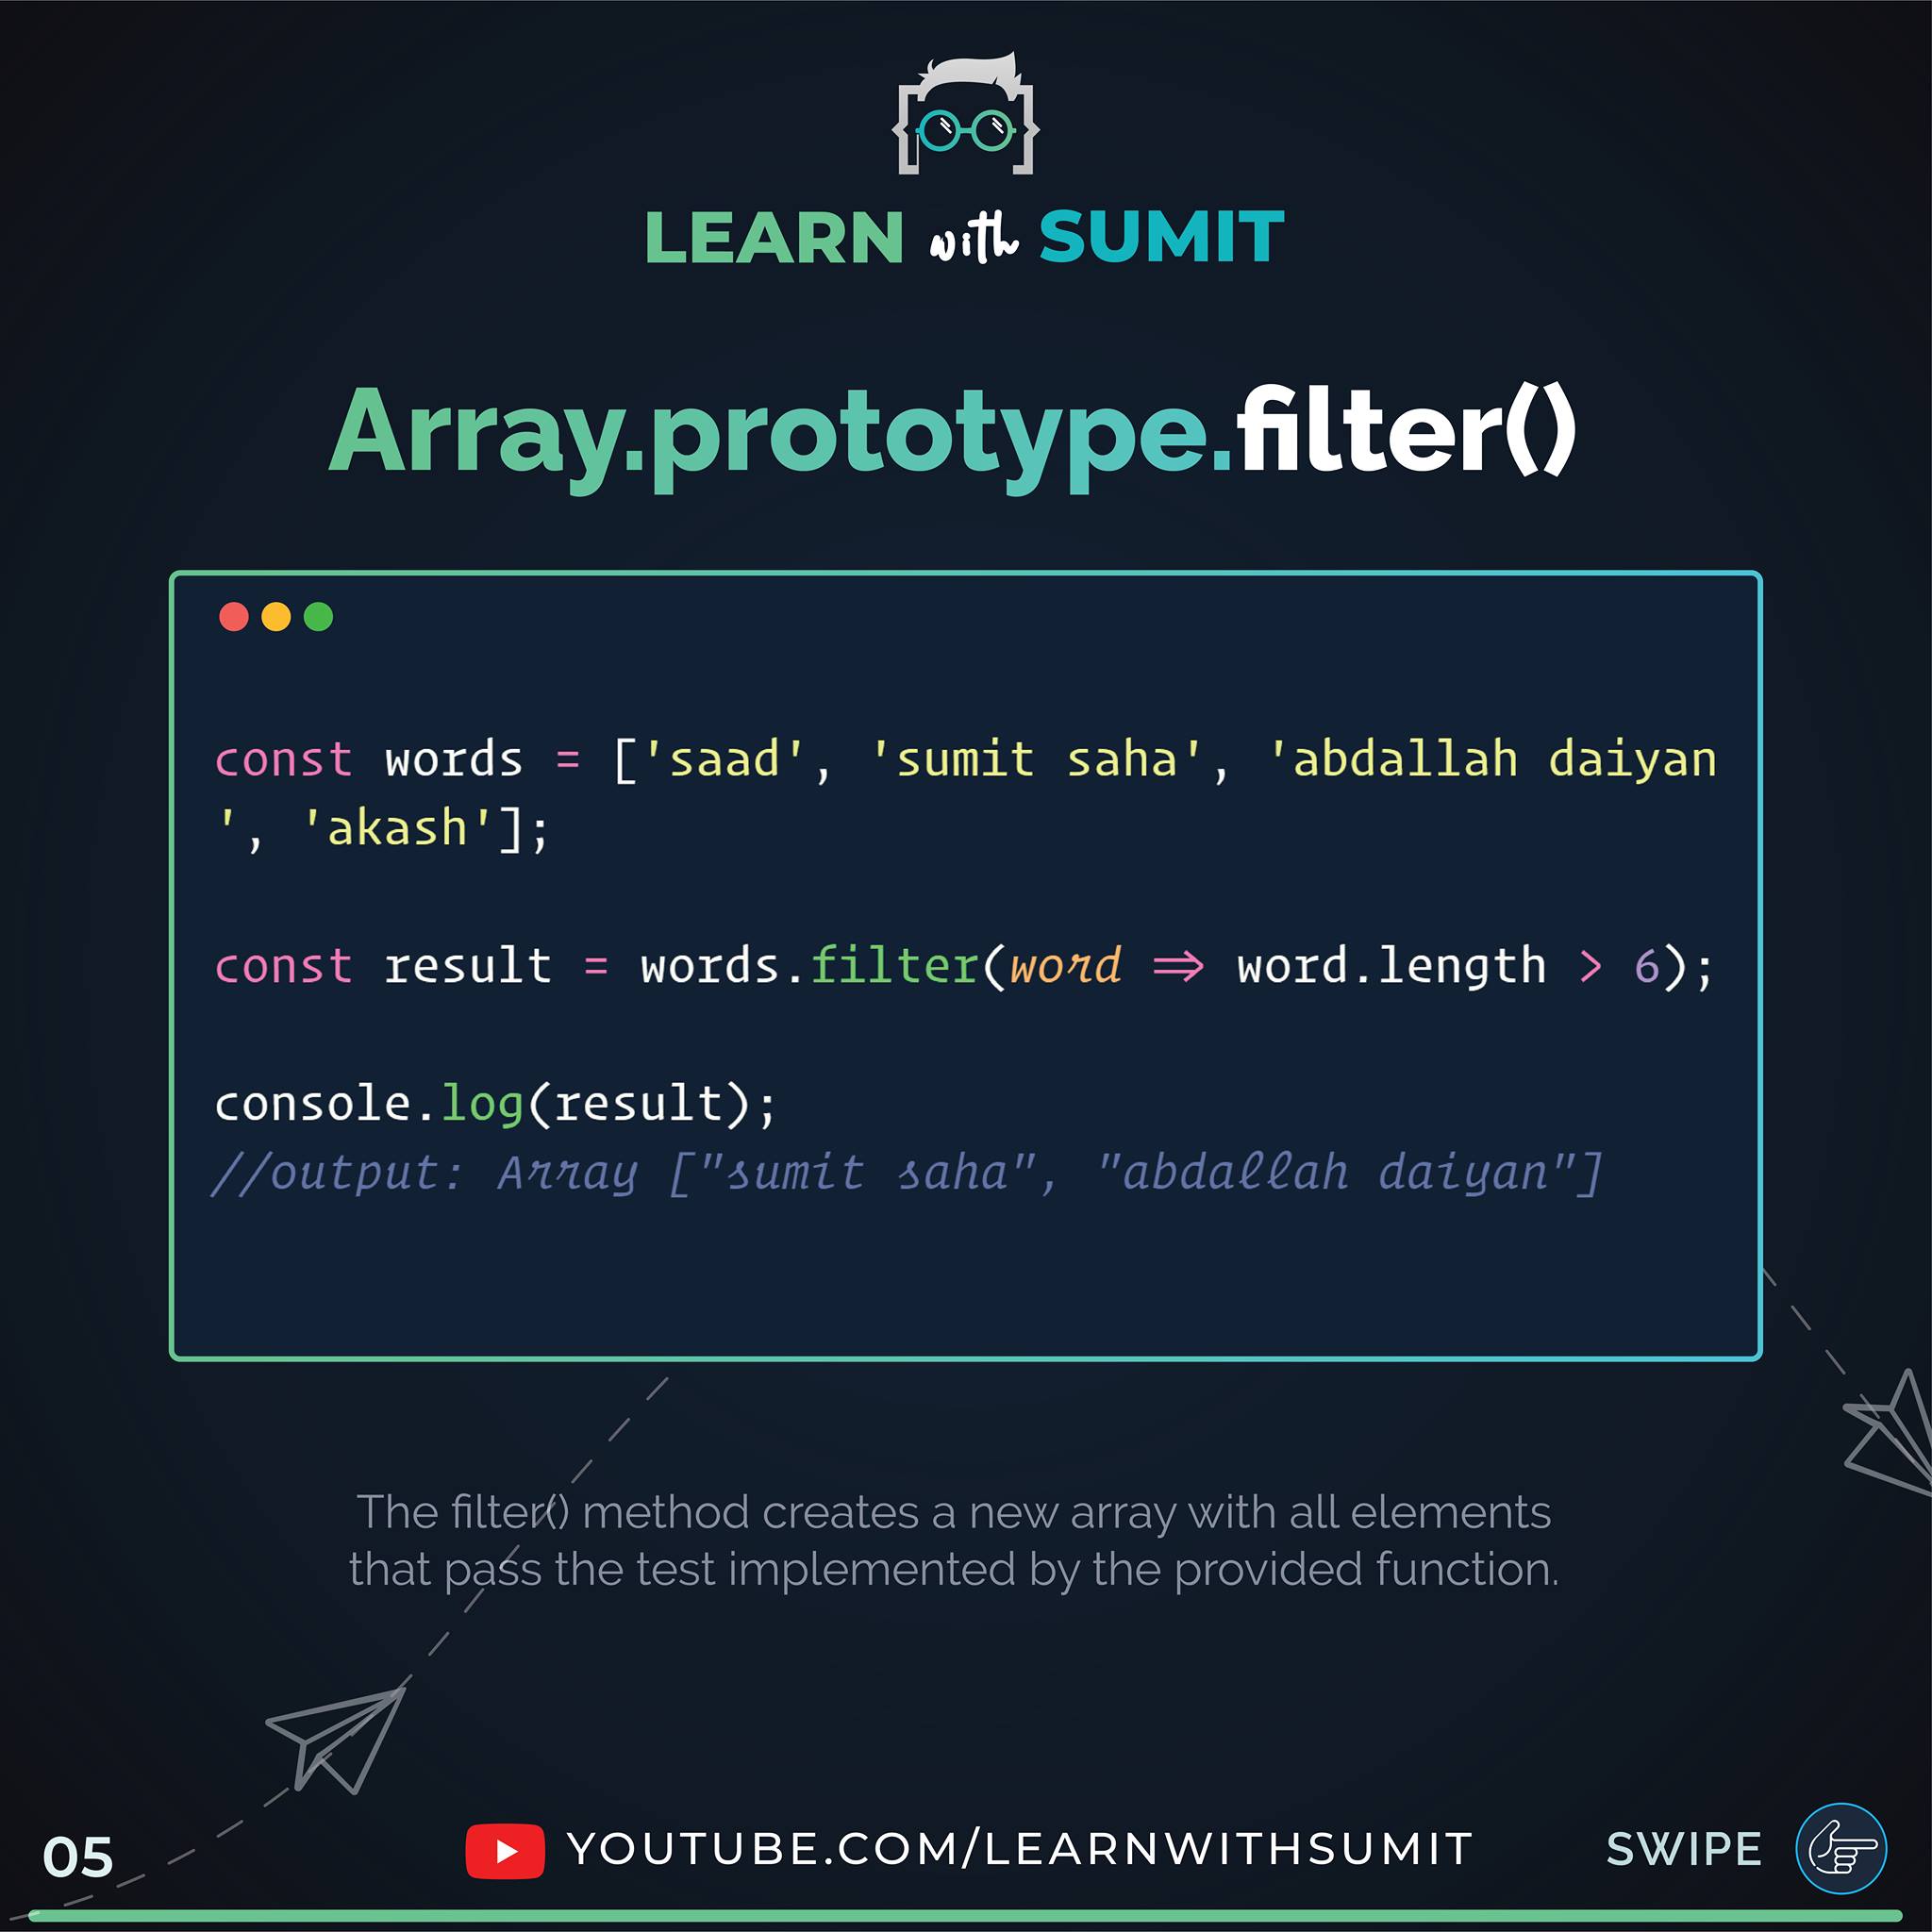 LEARN with SUMIT
Array.prototype.filter()
const words = ['saad', 'sumit saha', 'abdallah daiyan
', 'akash'];
const result = words.filter(word => word.length > 6);
console.log(result);
//output: Array ["sumit saha", "abdallah daiyan"]
The filter() method creates a new array with all elements
that pass the test implemented by the provided function.
05
YOUTUBE.COM/LEARNWITHSUMIT
SWIPE